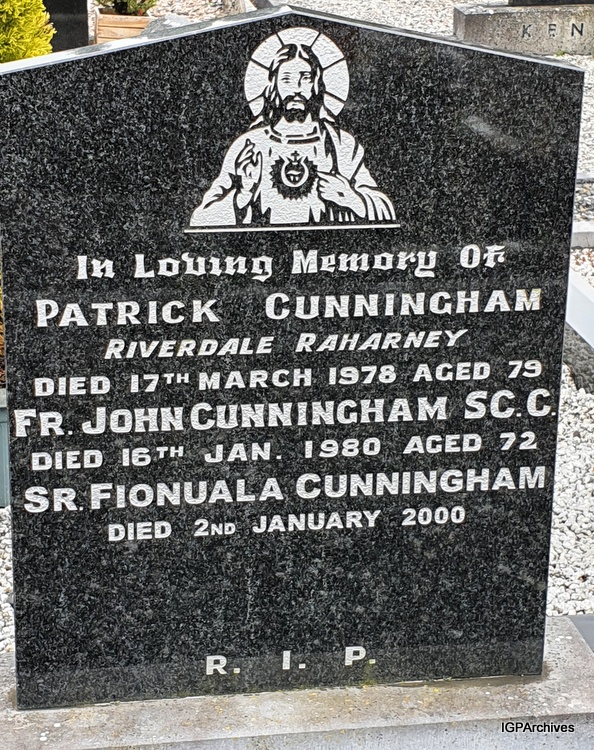 KEN
In Loving Memory Of
PATRICK CUNNINGHAM
RIVERDALE RAHARNEY
DIED 17TH MARCH 1978 AGED 79
FR. JOHN CUNNINGHAM SC. C.
DIED 16TH JAN. 1980 AGED 72
SR. FIONUALA CUNNINGHAM
DIED 2ND JANUARY 2000
R. I. P.
IGPArchives